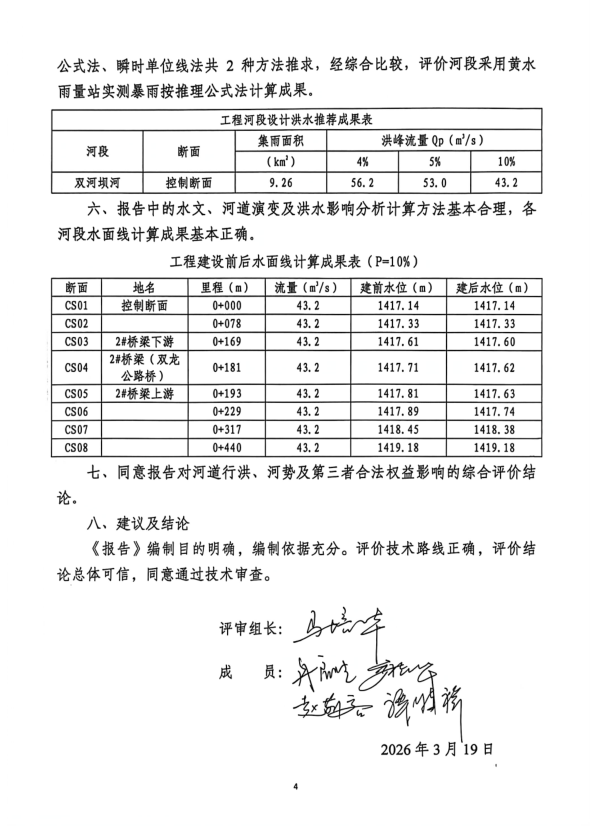 公式法、瞬时单位线法共 2 种方法推求，经综合比较，评价河段采用黄水
雨量站实测暴雨按推理公式法计算成果。
工程河段设计洪水推荐成果表
河段 断面 集雨面积 洪峰流量 Qp（m³/s）
（km²） 4% 5% 10%
双河坝河 控制断面 9.26 56.2 53.0 43.2
六、报告中的水文、河道演变及洪水影响分析计算方法基本合理，各
河段水面线计算成果基本正确。
工程建设前后水面线计算成果表（P=10%）
断面 地名 里程（m） 流量（m³/s） 建前水位（m） 建后水位（m）
CS01 控制断面 0+000 43.2 1417.14 1417.14
CS02 0+078 43.2 1417.33 1417.33
CS03 2#桥梁下游 0+169 43.2 1417.61 1417.60
CS04 2#桥梁（双龙公路桥） 0+181 43.2 1417.71 1417.62
CS05 2#桥梁上游 0+193 43.2 1417.81 1417.63
CS06 0+229 43.2 1417.89 1417.74
CS07 0+317 43.2 1418.45 1418.38
CS08 0+440 43.2 1419.18 1419.18
七、同意报告对河道行洪、河势及第三者合法权益影响的综合评价结
论。
八、建议及结论
《报告》编制目的明确，编制依据充分。评价技术路线正确，评价结
论总体可信，同意通过技术审查。
评审组长：
成 员：
2026 年 3 月 19 日
4